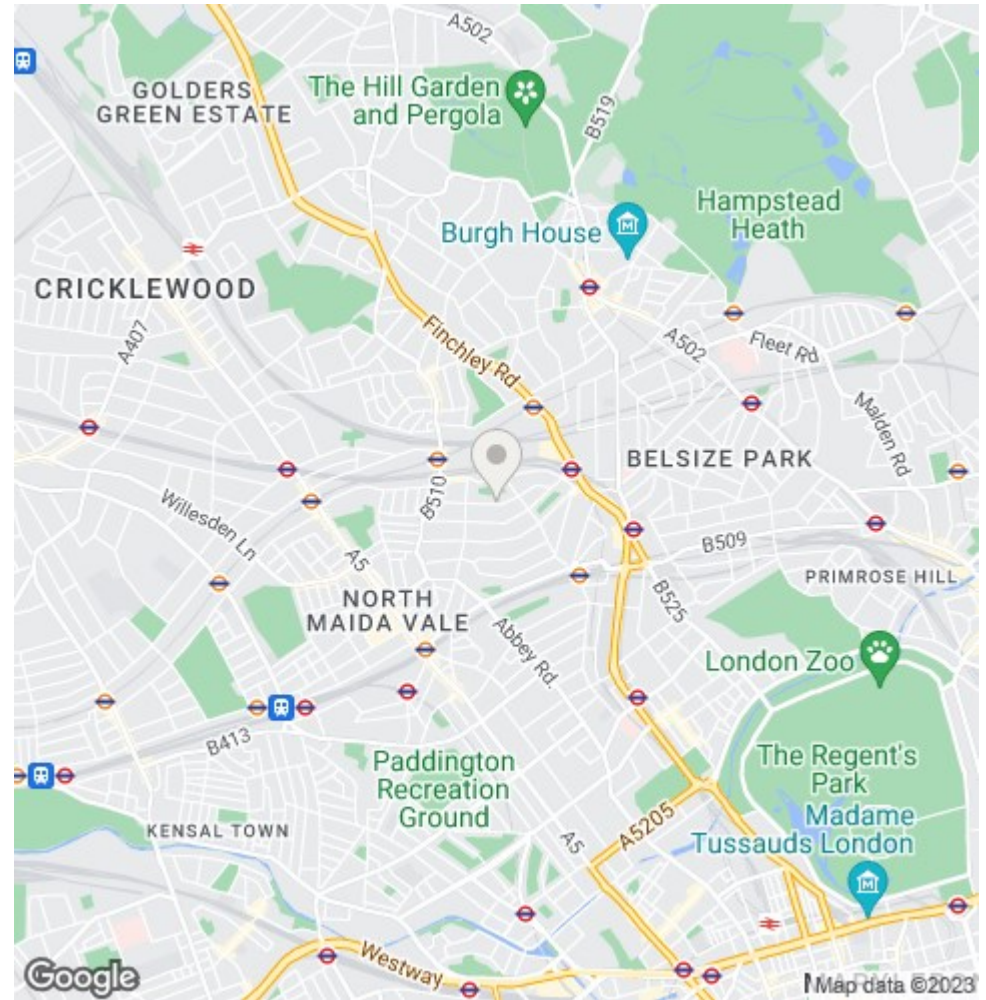 A502
GOLDERS
GREEN ESTATE
The Hill Garden
and Pergola
B519
Hampstead
Heath
Burgh House
CRICKLEWOOD
A407
Finchley Rd
A502
Fleet Rd
Malden Rd
BELSIZE PARK
B510
Willesden Ln
A5
B509
PRIMROSE HILL
NORTH
MAIDA VALE
B525
Abbey Rd.
London Zoo
B413
Paddington
Recreation
Ground
The Regent's
Park
Madame
Tussauds London
KENSAL TOWN
A5
A5205
Westway
Google
Map data ©2023